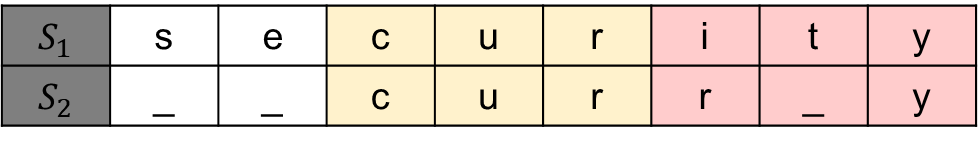 S₁ s e c u r i t y
S₂ _ _ c u r r _ y